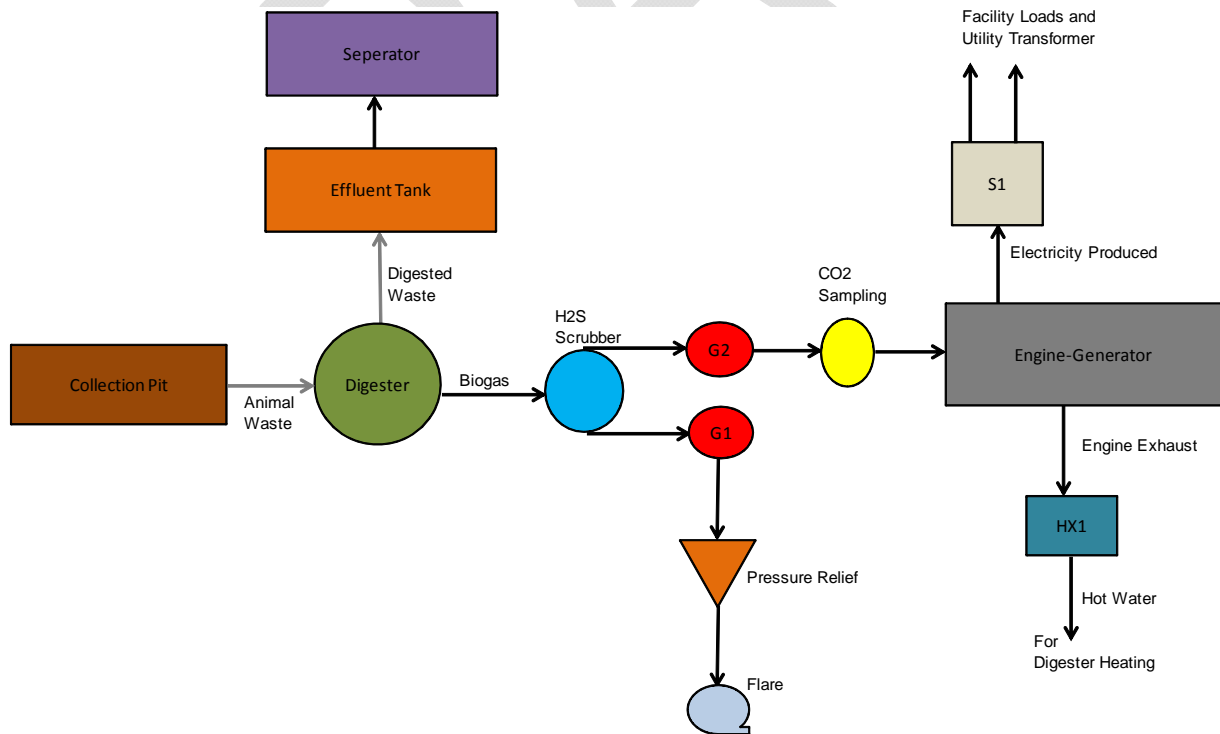 Facility Loads and
Utility Transformer
Seperator
Effluent Tank
S1
Electricity Produced
Digested
Waste
CO2
Sampling
H2S
Scrubber
Collection Pit
Animal
Waste
Digester
Biogas
G2
G1
Engine-Generator
Engine Exhaust
HX1
Pressure Relief
Hot Water
For
Digester Heating
Flare